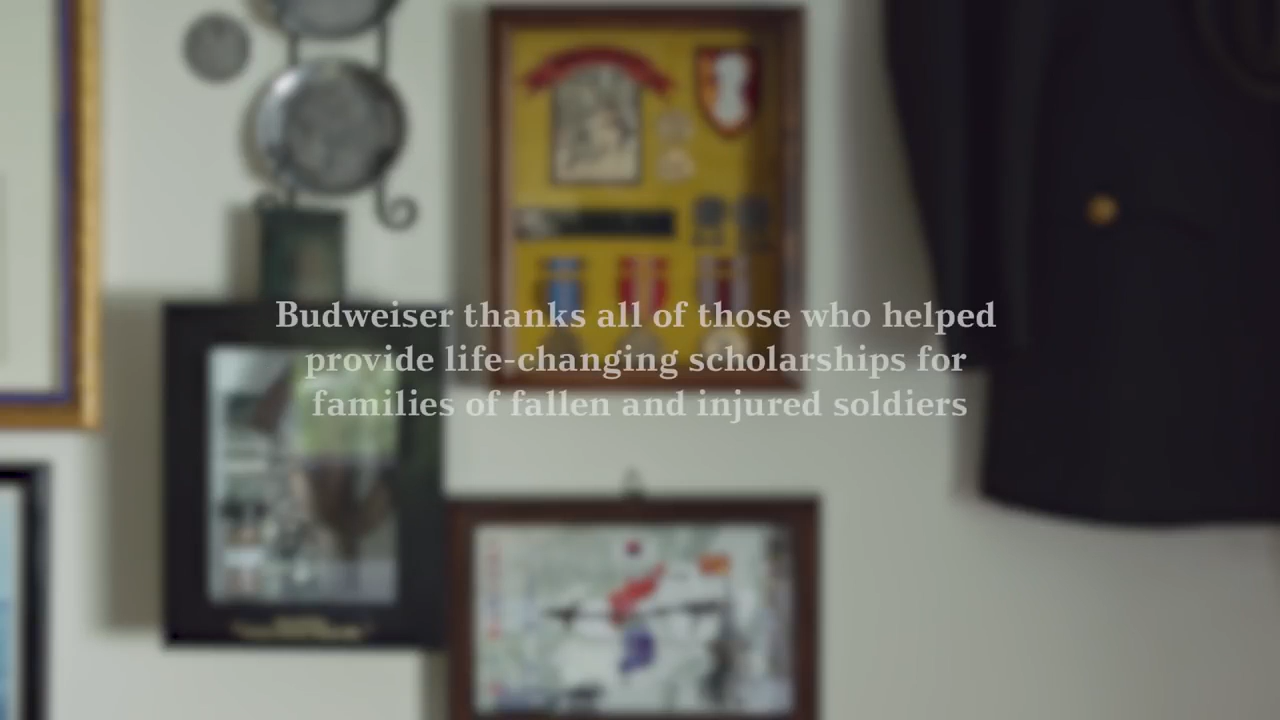 Budweiser thanks all of those who helped
provide life-changing scholarships for
families of fallen and injured soldiers